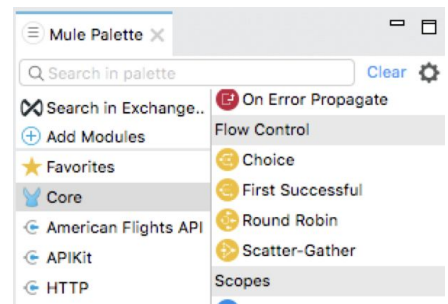 Mule Palette
Search in palette
Clear
Search in Exchange..
Add Modules
Favorites
Core
American Flights API
APIKit
HTTP
On Error Propagate
Flow Control
Choice
First Successful
Round Robin
Scatter-Gather
Scopes